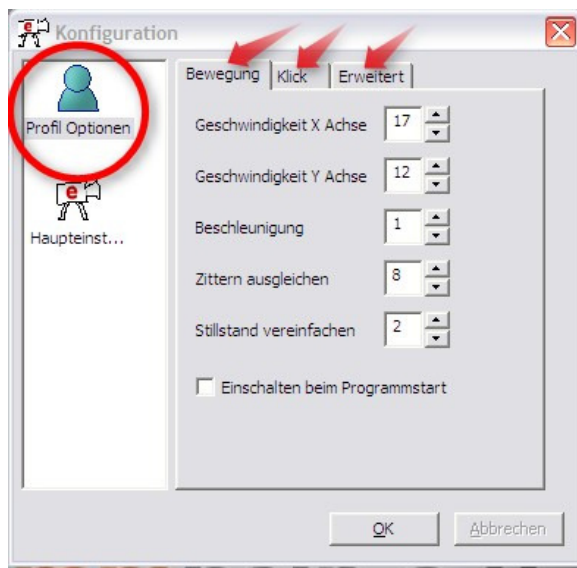 Konfiguration
Profil Optionen
Haupteinst...
Bewegung Klick Erweitert
Geschwindigkeit X Achse 17
Geschwindigkeit Y Achse 12
Beschleunigung 1
Zittern ausgleichen 8
Stillstand vereinfachen 2
Einschalten beim Programmstart
OK Abbrechen